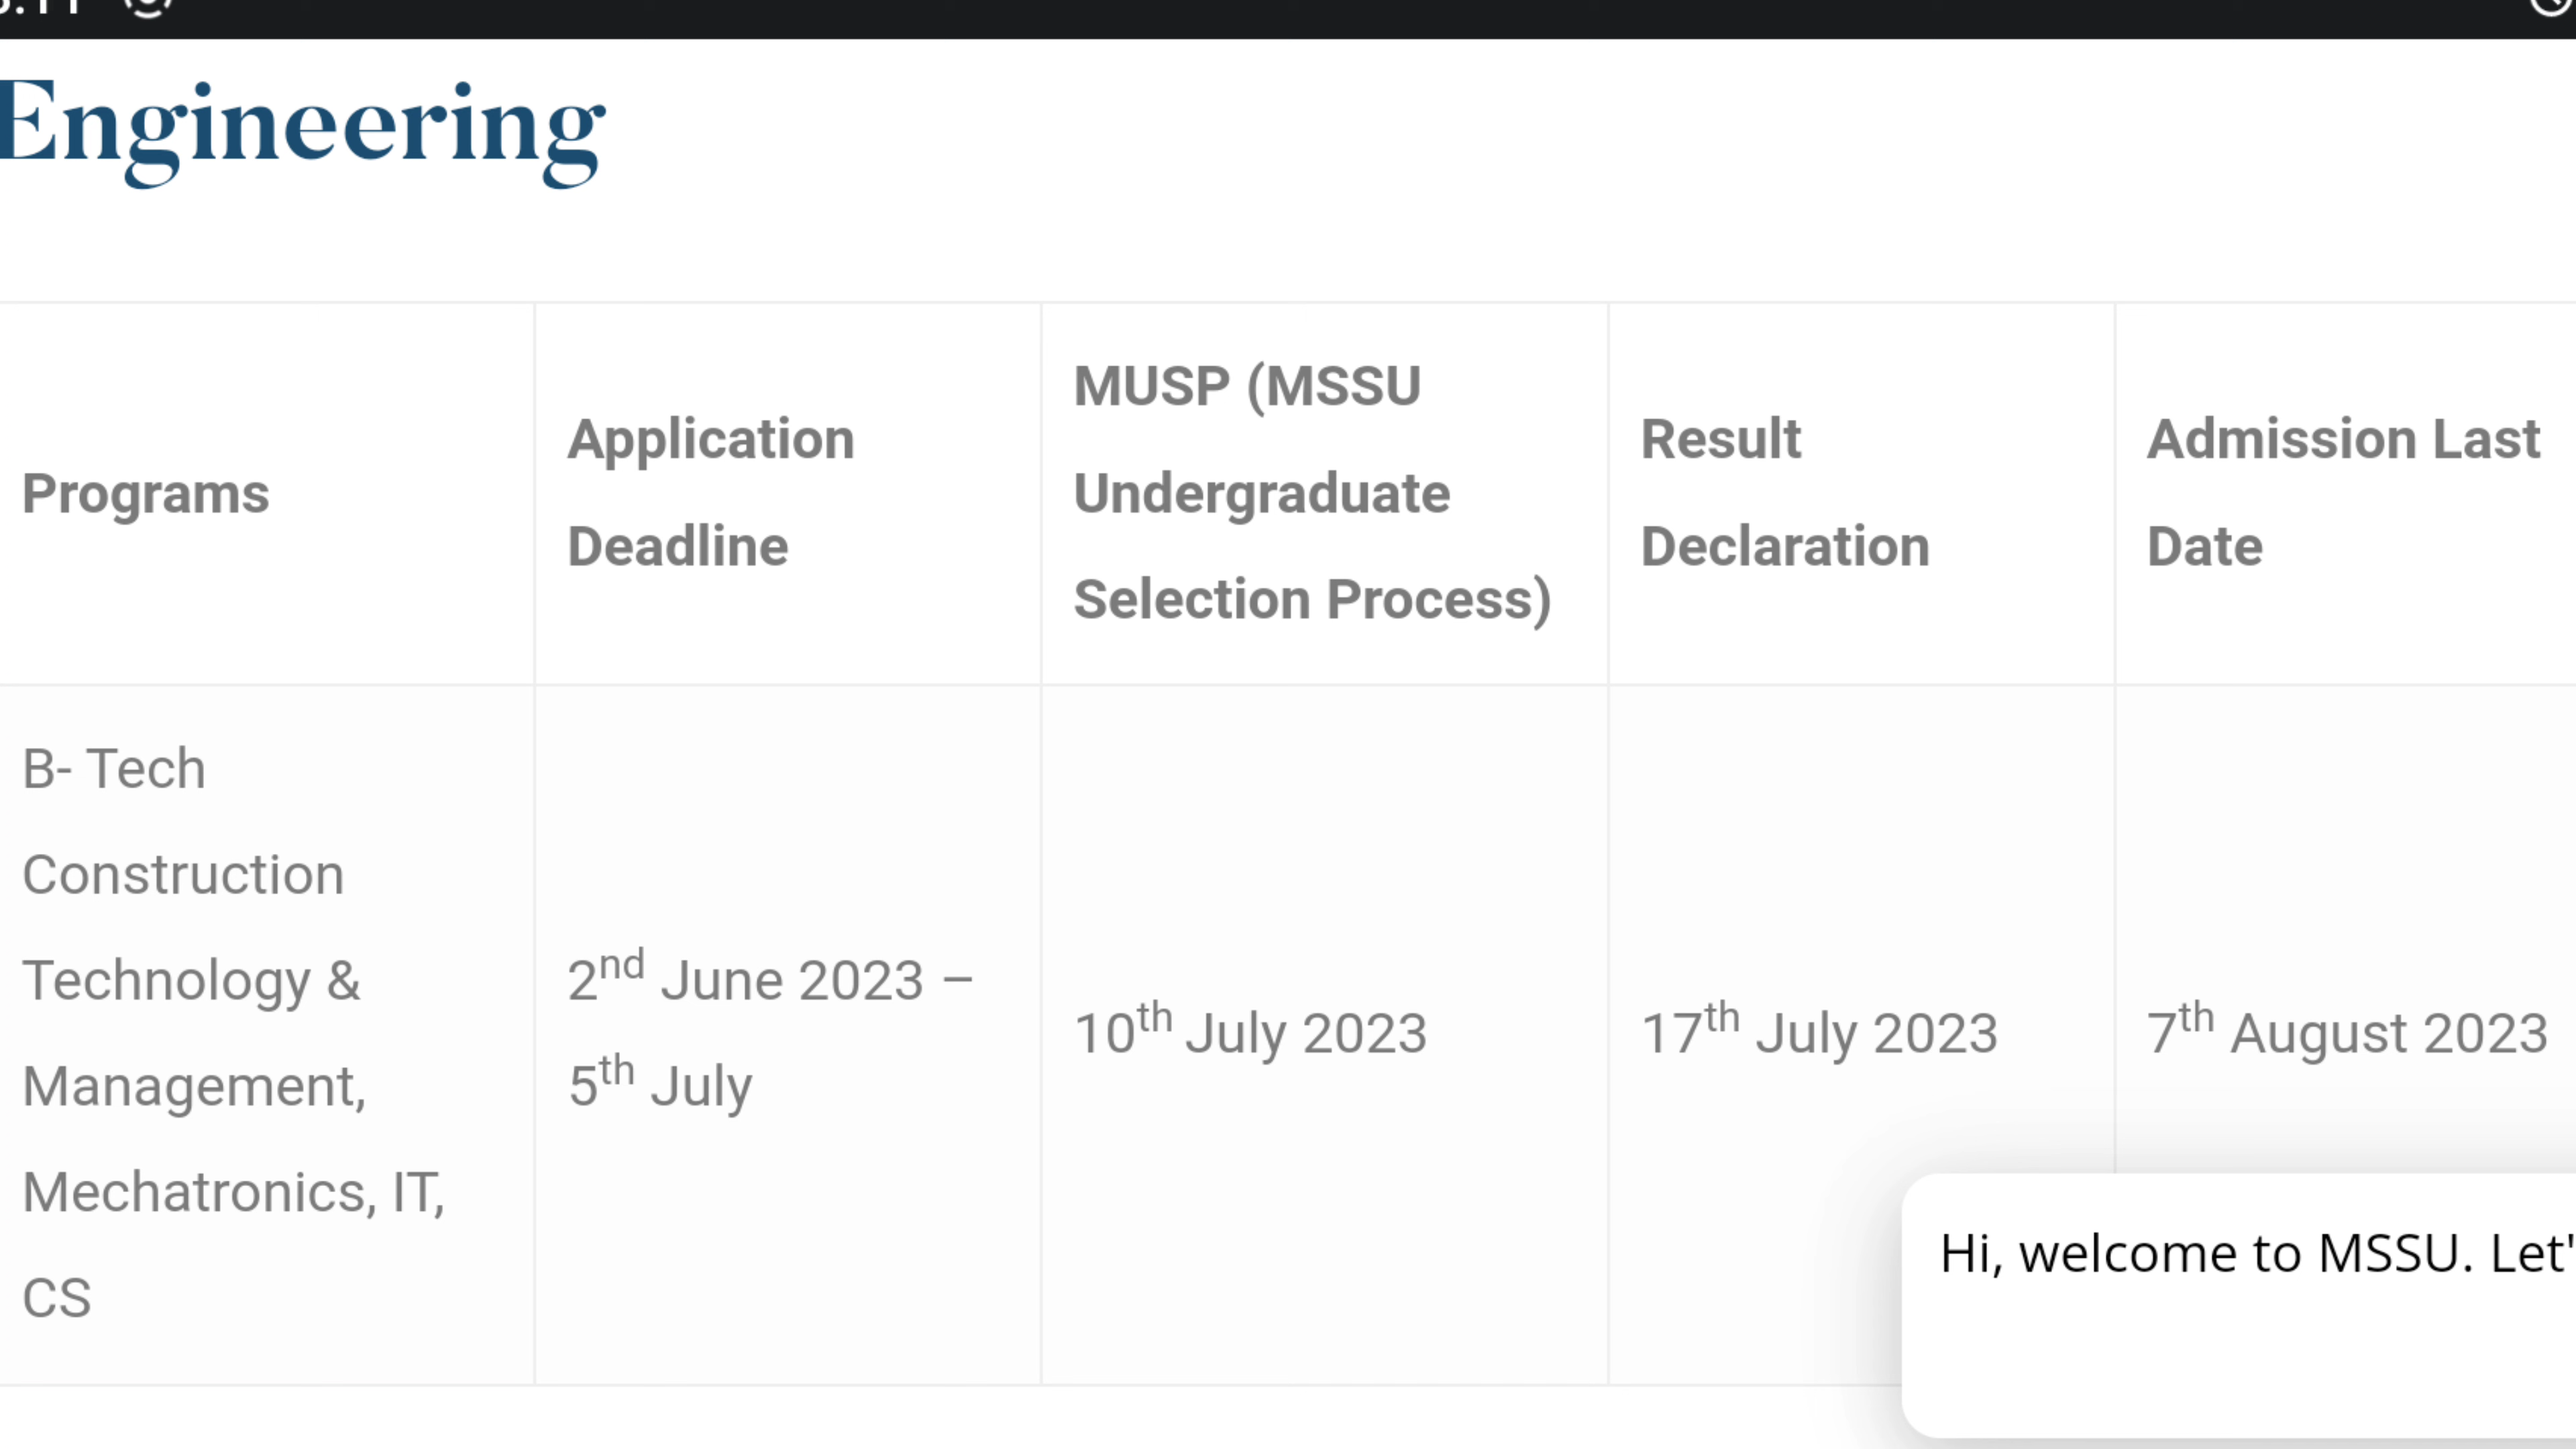 Engineering
Programs
Application
Deadline
MUSP (MSSU
Undergraduate
Selection Process)
Result
Declaration
Admission Last
Date
B- Tech
Construction
Technology &
Management,
Mechatronics, IT,
CS
2nd June 2023 –
5th July
10th July 2023
17th July 2023
7th August 2023
Hi, welcome to MSSU. Let'